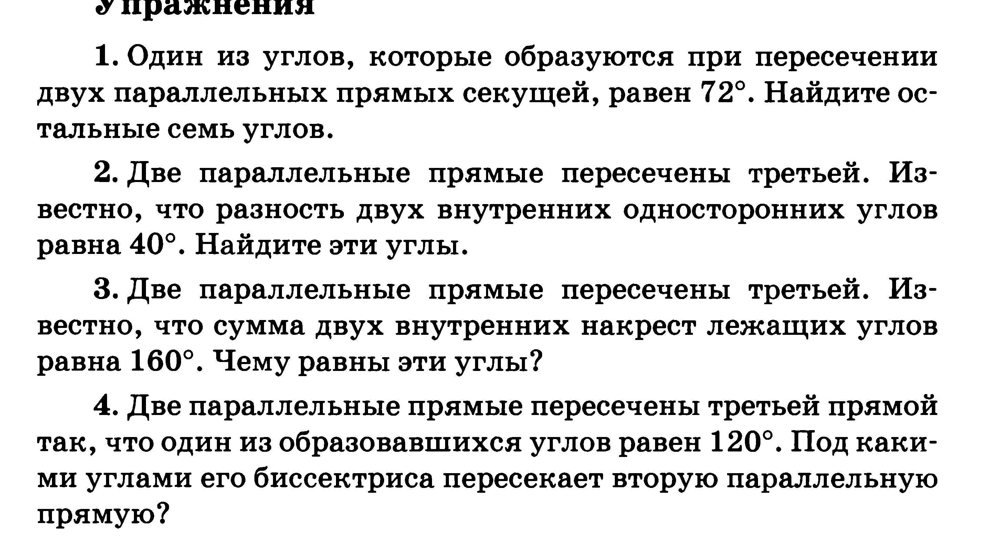 Упражнения
1. Один из углов, которые образуются при пересечении
двух параллельных прямых секущей, равен 72°. Найдите ос-
тальные семь углов.
2. Две параллельные прямые пересечены третьей. Из-
вестно, что разность двух внутренних односторонних углов
равна 40°. Найдите эти углы.
3. Две параллельные прямые пересечены третьей. Из-
вестно, что сумма двух внутренних накрест лежащих углов
равна 160°. Чему равны эти углы?
4. Две параллельные прямые пересечены третьей прямой
так, что один из образовавшихся углов равен 120°. Под каки-
ми углами его биссектриса пересекает вторую параллельную
прямую?